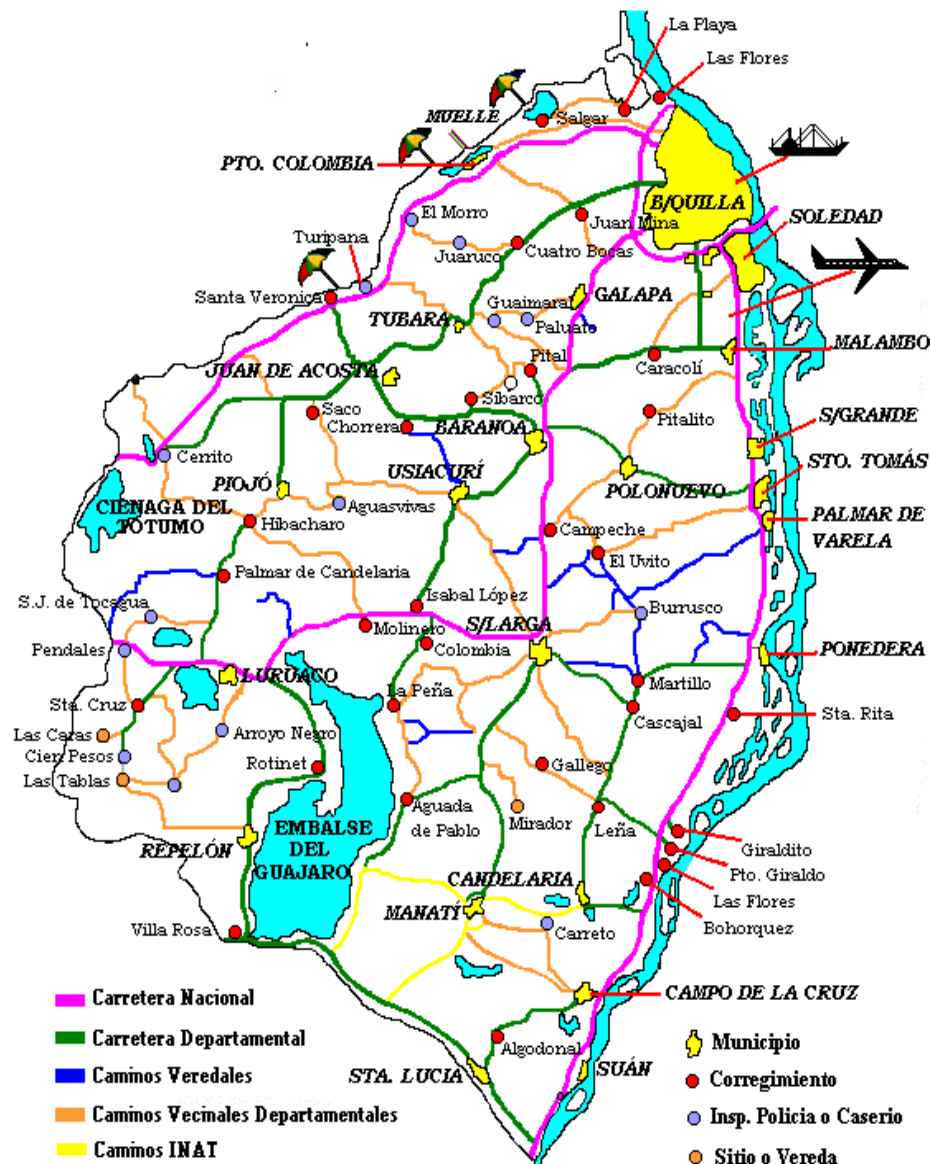 La Playa
Las Flores
MUELLE
Salgar
PTO. COLOMBIA
B/QUILLA
El Morro
Juan Mina
SOLEDAD
Turipana
Juaruco
Cuatro Bocas
Santa Veronica
Guaimaral
GALAPA
TUBARA
Paluato
MALAMBO
JUAN DE ACOSTA
Pital
Caracolí
Sibarco
Saco
Chorrera
BARANOA
Pitalito
S/GRANDE
Cerrito
USIACURÍ
STO. TOMÁS
PIOJÓ
POLONUEVO
CIENAGA DEL
TOTUMO
Aguasvivas
PALMAR DE
VARELA
Hibacharo
Campeche
El Uvito
Palmar de Candelaria
S.J. de Tocagua
Isabal López
Burrusco
S/LARGA
Molinero
Pendales
Colombia
PONEDERA
LURUACO
Martillo
Sta. Cruz
La Peña
Sta. Rita
Las Caras
Arroyo Negro
Cascajal
Cien Pesos
Rotinet
Gallego
Las Tablas
Aguada
de Pablo
Mirador
Leña
EMBALSE
DEL
GUAJARO
REPELÓN
Giraldito
Pto. Giraldo
CANDELARIA
Las Flores
MANATÍ
Bohorquez
Villa Rosa
Carreto
CAMPO DE LA CRUZ
Algodonal
STA. LUCIA
SUÁN
Carretera Nacional
Carretera Departamental
Caminos Veredales
Caminos Vecinales Departamentales
Caminos INAT
Municipio
Corregimiento
Insp. Policia o Caserio
Sitio o Vereda